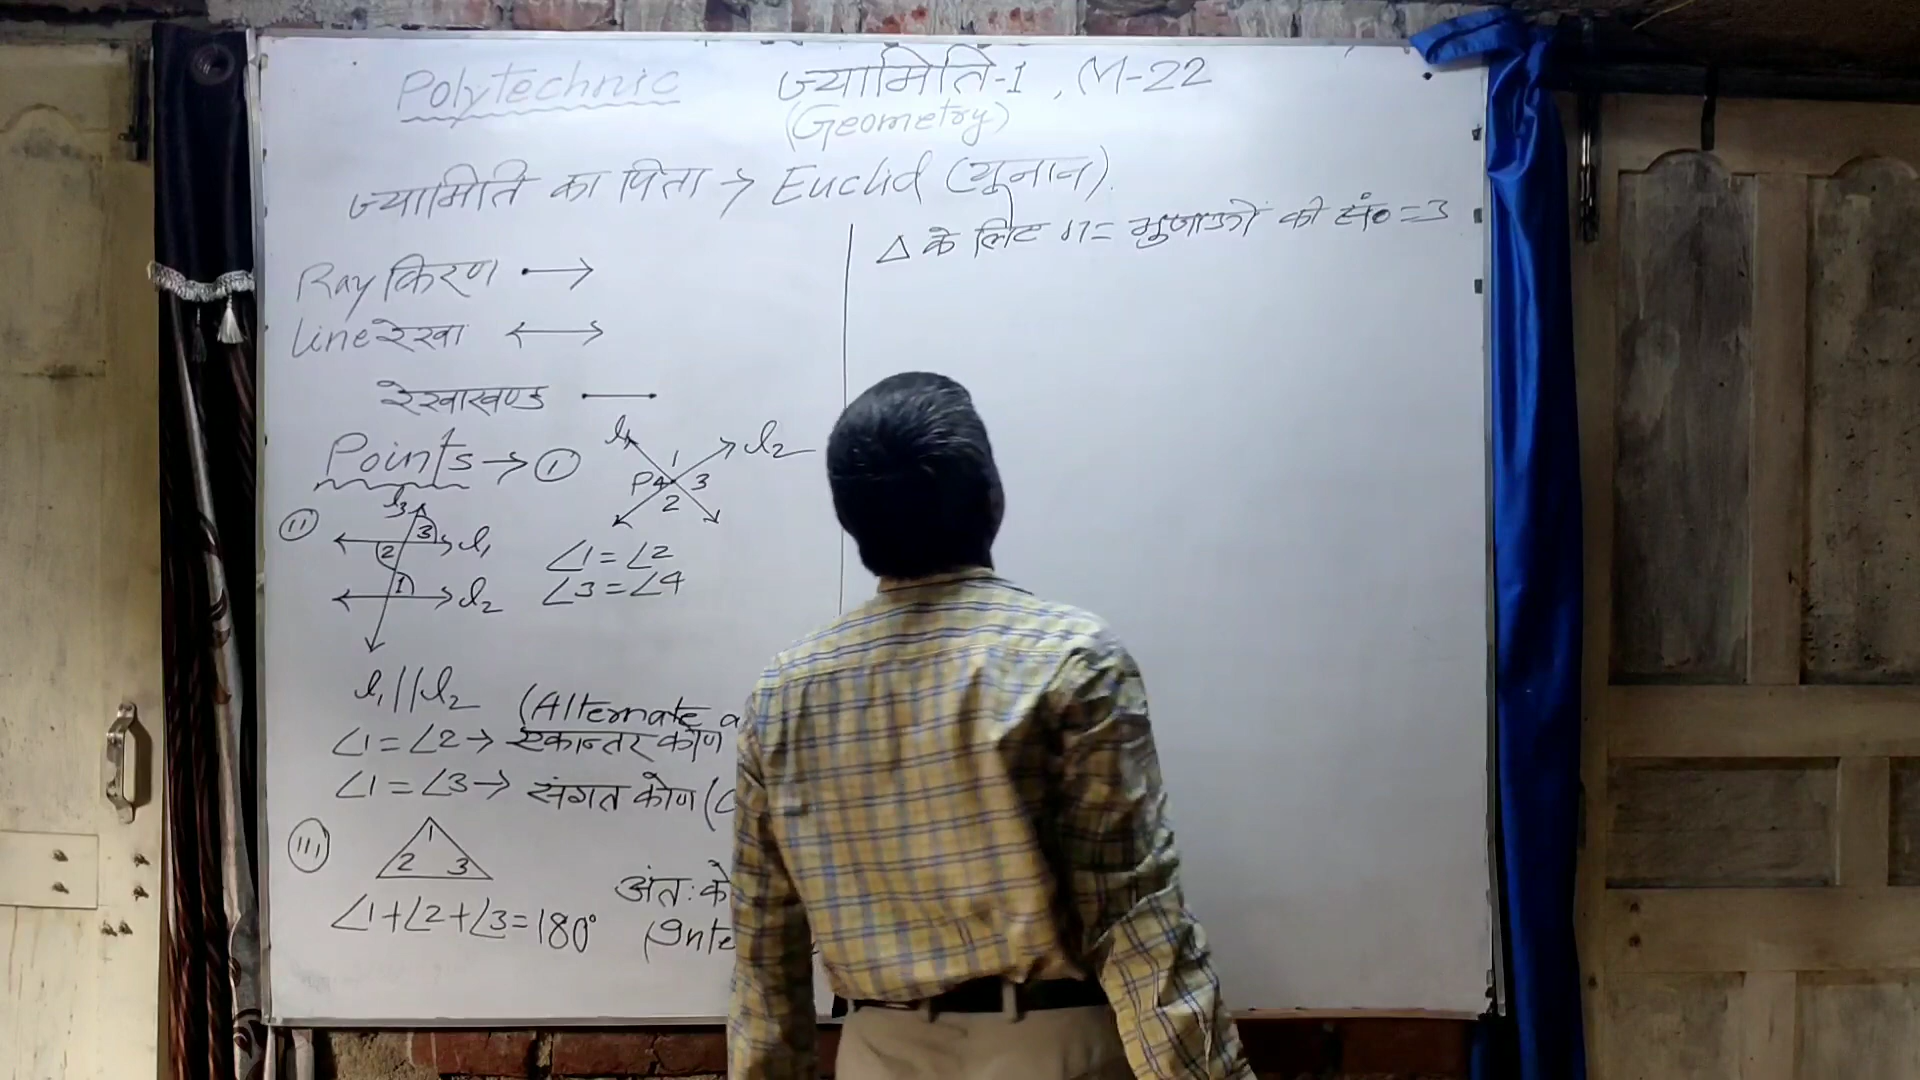 Polytechnic ज्यामिति-1, M-22
(Geometry)
ज्यामिति का पिता → Euclid (यूनान).
Ray किरण
Line रेखा
रेखाखण्ड
Points → (i)
l1 l2
P 1 2 3 4
∠1 = ∠2
∠3 = ∠4
(ii)
l3
3 l1
2
1 l2
l1 || l2
(Alternate a
∠1 = ∠2 → एकान्तर कोण
∠1 = ∠3 → संगत कोण (C
(iii)
1
2 3
∠1+∠2+∠3=180°
अंत: को
(Inte
Δ के लिए n = भुजाओं की सं० = 3